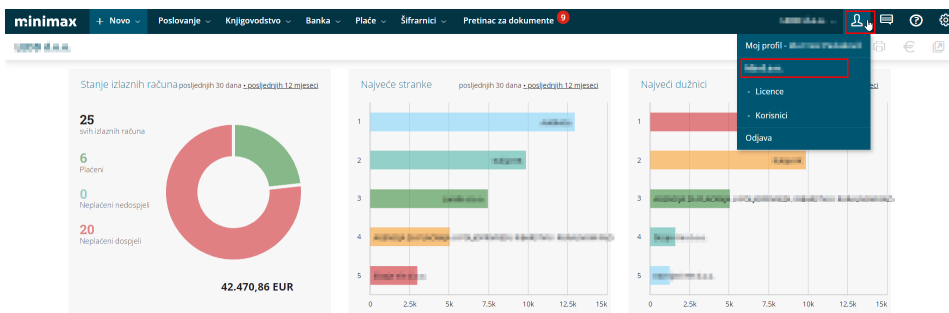 minimax + Novo Poslovanje Knjigovodstvo Banka Plaće Šifrarnici Pretinac za dokumente 9
Moj profil -
- Licence
- Korisnici
Odjava
Stanje izlaznih računa posljednjih 30 dana • posljednjih 12 mjeseci
25
svih izlaznih računa
6
Plaćeni
0
Neplaćeni nedospjeli
20
Neplaćeni dospjeli
42.470,86 EUR
Najveće stranke posljednjih 30 dana • posljednjih 12 mjeseci
1
2
3
4
5
0 2.5k 5k 7.5k 10k 12.5k 15k
Najveći dužnici
1
2
3
4
5
0 2.5k 5k 7.5k 10k 12.5k 15k